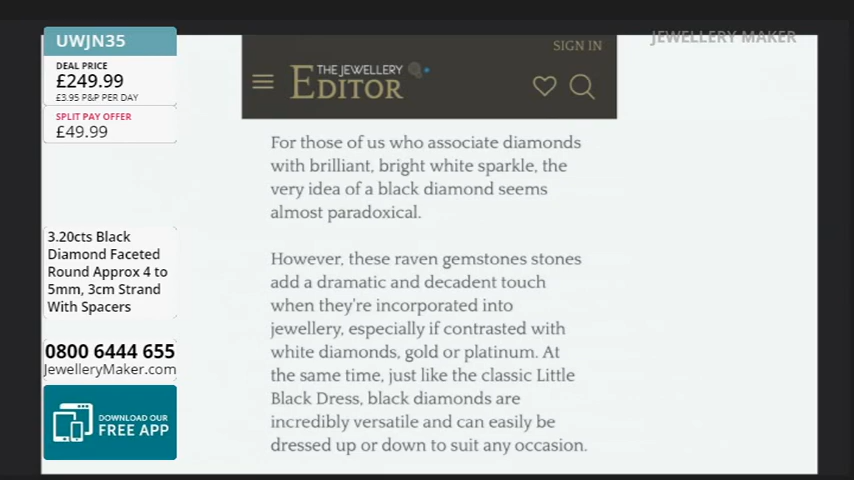 UWJN35
DEAL PRICE
£249.99
£3.95 P&P PER DAY
SPLIT PAY OFFER
£49.99
3.20cts Black
Diamond Faceted
Round Approx 4 to
5mm, 3cm Strand
With Spacers
0800 6444 655
JewelleryMaker.com
DOWNLOAD OUR
FREE APP
JEWELLERY MAKER
SIGN IN
THE JEWELLERY
EDITOR
For those of us who associate diamonds
with brilliant, bright white sparkle, the
very idea of a black diamond seems
almost paradoxical.
However, these raven gemstones stones
add a dramatic and decadent touch
when they're incorporated into
jewellery, especially if contrasted with
white diamonds, gold or platinum. At
the same time, just like the classic Little
Black Dress, black diamonds are
incredibly versatile and can easily be
dressed up or down to suit any occasion.